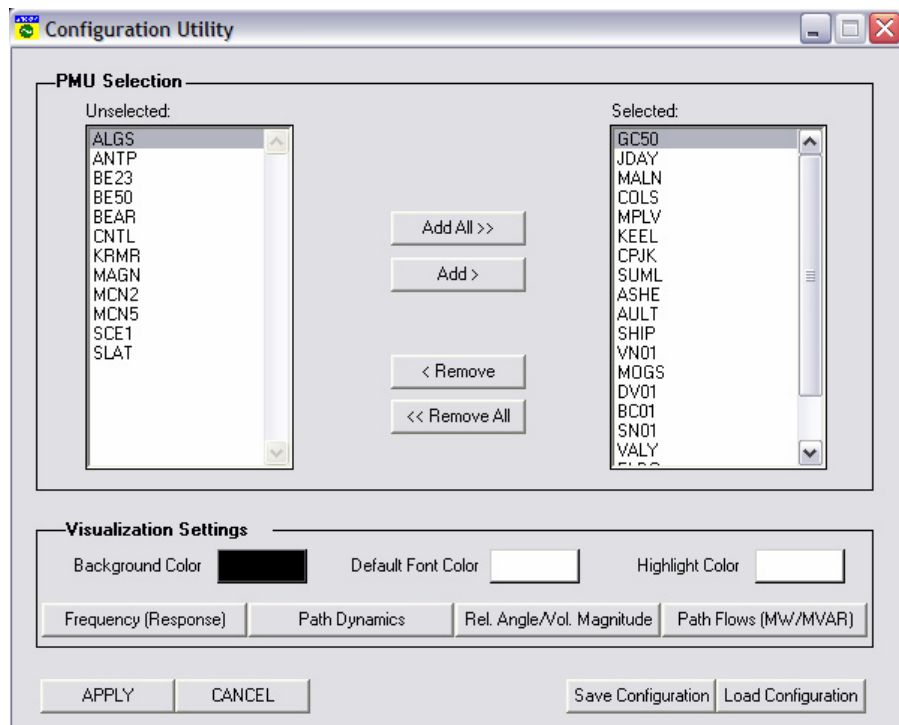 Configuration Utility
PMU Selection
Unselected:
ALGS
ANTP
BE23
BE50
BEAR
CNTL
KRMR
MAGN
MCN2
MCN5
SCE1
SLAT
Add All >>
Add >
< Remove
<< Remove All
Selected:
GC50
JDAY
MALN
COLS
MPLV
KEEL
CPJK
SUML
ASHE
AULT
SHIP
VN01
MOGS
DV01
BC01
SN01
VALY
Visualization Settings
Background Color
Default Font Color
Highlight Color
Frequency (Response)
Path Dynamics
Rel. Angle/Vol. Magnitude
Path Flows (MW/MVAR)
APPLY
CANCEL
Save Configuration
Load Configuration